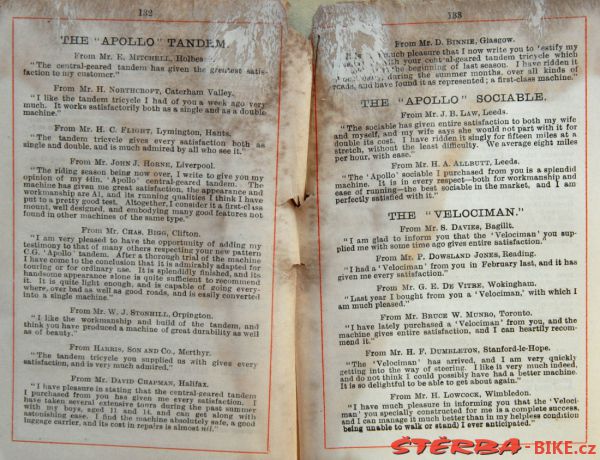 132
THE "APOLLO" TANDEM.
From Mr. E. MITCHELL, Holbec
"The central-geared tandem has given the greatest satis-
faction to my customer."
From Mr. H. NORTHCROFT, Caterham Valley.
"I like the tandem tricycle I had of you a week ago very
much. It works satisfactorily both as a single and as a double
machine."
From Mr. H. C. FLIGHT, Lymington, Hants.
"The tandem tricycle gives every satisfaction both as
single and double, and is much admired by all who see it."
From Mr. JOHN J. HORNE, Liverpool.
"The riding season being now over, I write to give you my
opinion of my 4in. 'Apollo' central-geared tandem. The
machine has given me great satisfaction, the appearance and
workmanship are A1, and its running qualities I think I have
put to a pretty good test. Altogether, I consider it a first-class
mount, well designed, and embodying many good features not
found in other machines of the same type."
From Mr. CHAS. BIGG, Clifton.
"I am very pleased to have the opportunity of adding my
testimony to that of many others respecting your new pattern
C.G. 'Apollo' tandem. After a thorough trial of the machine
I have come to the conclusion that it is admirably adapted for
touring or for ordinary use. It is splendidly finished, and its
handsome appearance alone is quite sufficient to recommend
it. It is quite light enough, and is capable of going every-
where, over bad as well as good roads, and is easily converted
into a single machine."
From Mr. W. J. STONHILL, Orpington.
"I like the workmanship and build of the tandem, and
think you have produced a machine of great durability as well
as of beauty."
From HARRIS, SON AND CO., Merthyr.
"The tandem tricycle you supplied us with gives every
satisfaction, and is very much admired."
From Mr. DAVID CHAPMAN, Halifax.
"I have pleasure in stating that the central-geared tandem
I purchased from you has given me every satisfaction. I
have taken several extensive tours during the past summer
with my boys, aged 11 and 14, and can get along with
astonishing ease. I find the machine absolutely safe, a good
luggage carrier, and its cost in repairs is almost nil."
133
From Mr. D. BINNIE, Glasgow.
much pleasure that I now write you to testify my
with your central-geared tandem tricycle which
the beginning of last season. I have ridden it
during the summer months, over all kinds of
roads, and have found it as represented; a first-class machine."
THE "APOLLO" SOCIABLE.
From Mr. J. B. LAW, Leeds.
"The sociable has given entire satisfaction to both my wife
and myself, and my wife says she would not part with it for
double its cost. I have ridden it singly for fifteen miles at a
stretch, without the least difficulty. We average eight miles
per hour, with ease."
From Mr. H. A. ALLBUTT, Leeds.
"The 'Apollo' sociable I purchased from you is a splendid
machine. It is in every respect—both for workmanship and
ease of running—the best sociable in the market, and I am
perfectly satisfied with it."
THE "VELOCIMAN."
From Mr. S. DAVIES, Bagillt.
"I am glad to inform you that the 'Velociman' you sup-
plied me with some time ago gives entire satisfaction."
From Mr. P. DOWSLAND JONES, Reading.
"I had a 'Velociman' from you in February last, and it has
given me every satisfaction."
From Mr. G. E. DE VITRE, Wokingham.
"Last year I bought from you a 'Velociman,' with which I
am much pleased."
From Mr. BRUCE W. MUNRO, Toronto.
"I have lately purchased a 'Velociman' from you, and the
machine gives entire satisfaction, and I can heartily recom-
mend it."
From Mr. H. F. DUMBLETON, Stanford-le-Hope.
"The 'Velociman' has arrived, and I am very quickly
getting into the way of steering. I like it very much indeed,
and do not think I could possibly have had a better machine.
It is so delightful to be able to get about again."
From Mr. H. LOWCOCK, Wimbledon.
"I have much pleasure in informing you that the 'Veloci-
man' you specially constructed for me is a complete success,
and I can manage it much better than in my helpless condition
being unable to walk or stand) I ever anticipated."
ŠTĚRBA-BIKE.cz